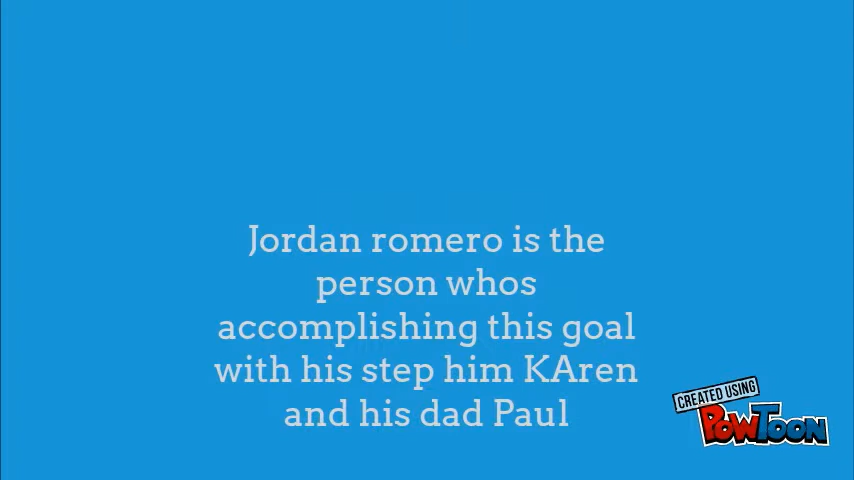 Jordan romero is the
person whos
accomplishing this goal
with his step him KAren
and his dad Paul
CREATED USING
POWTOON